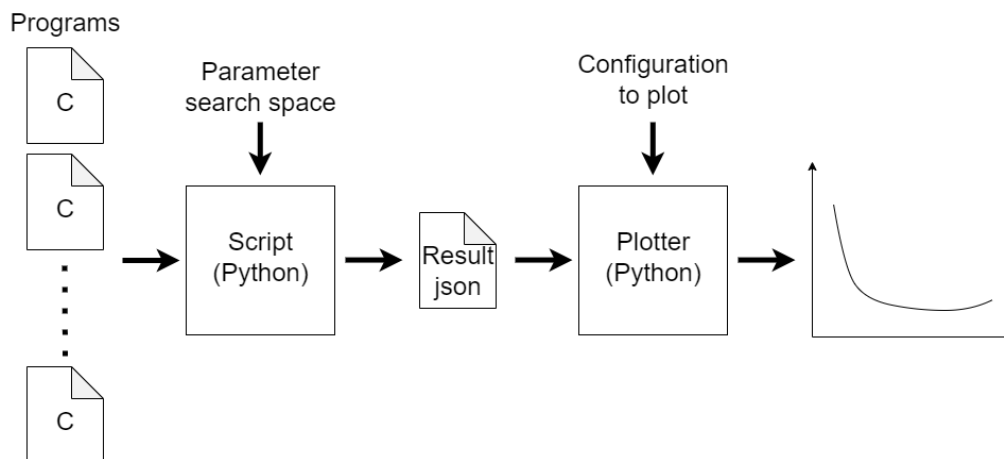 Programs
C
C
C
Parameter
search space
Script
(Python)
Result
json
Configuration
to plot
Plotter
(Python)